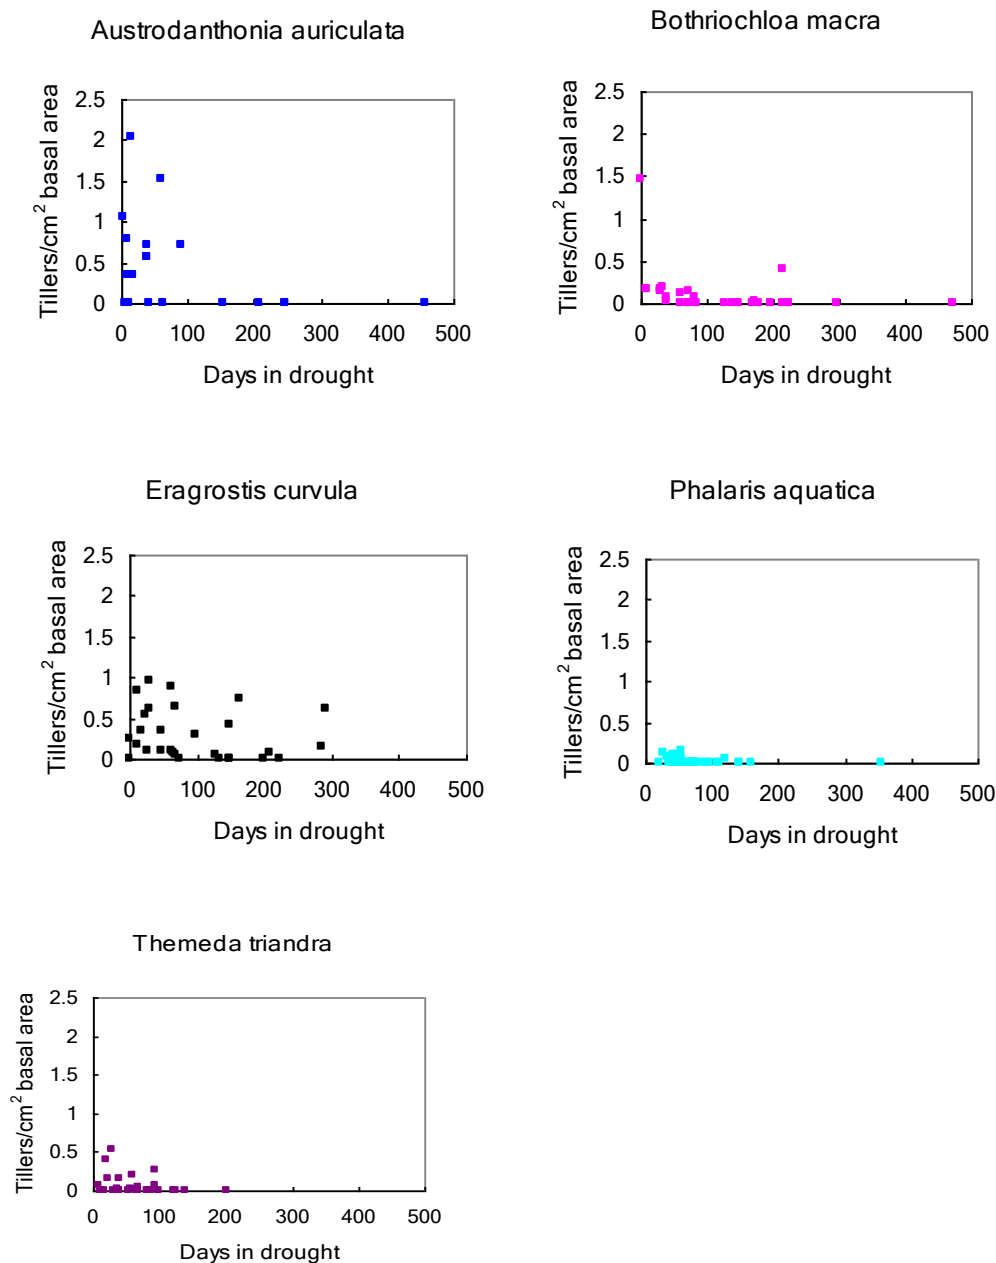 Austrodanthonia auriculata
Tillers/cm² basal area
2.5
2
1.5
1
0.5
0
0 100 200 300 400 500
Days in drought
Bothriochloa macra
Tillers/cm² basal area
2.5
2
1.5
1
0.5
0
0 100 200 300 400 500
Days in drought
Eragrostis curvula
Tillers/cm² basal area
2.5
2
1.5
1
0.5
0
0 100 200 300 400 500
Days in drought
Phalaris aquatica
Tillers/cm² basal area
2.5
2
1.5
1
0.5
0
0 100 200 300 400 500
Days in drought
Themeda triandra
Tillers/cm² basal area
2.5
2
1.5
1
0.5
0
0 100 200 300 400 500
Days in drought